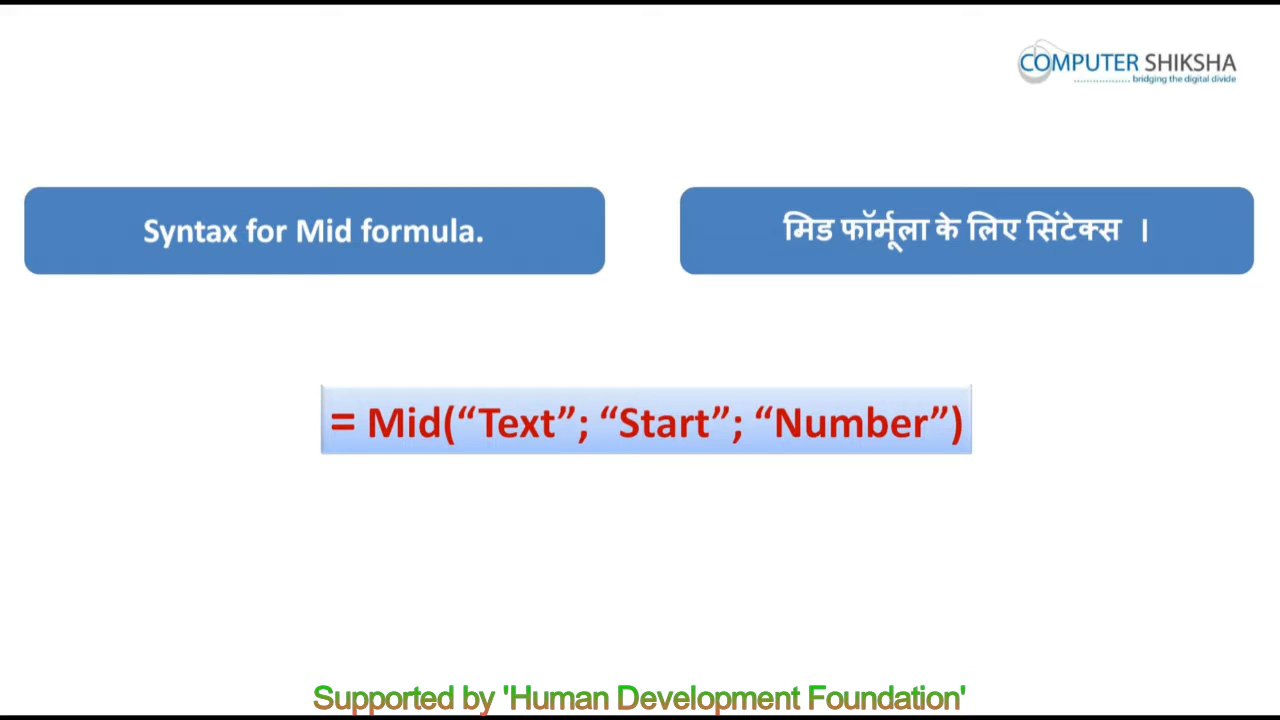 COMPUTER SHIKSHA
bridging the digital divide
Syntax for Mid formula.
मिड फॉर्मूला के लिए सिंटेक्स ।
= Mid(“Text”; “Start”; “Number”)
Supported by 'Human Development Foundation'